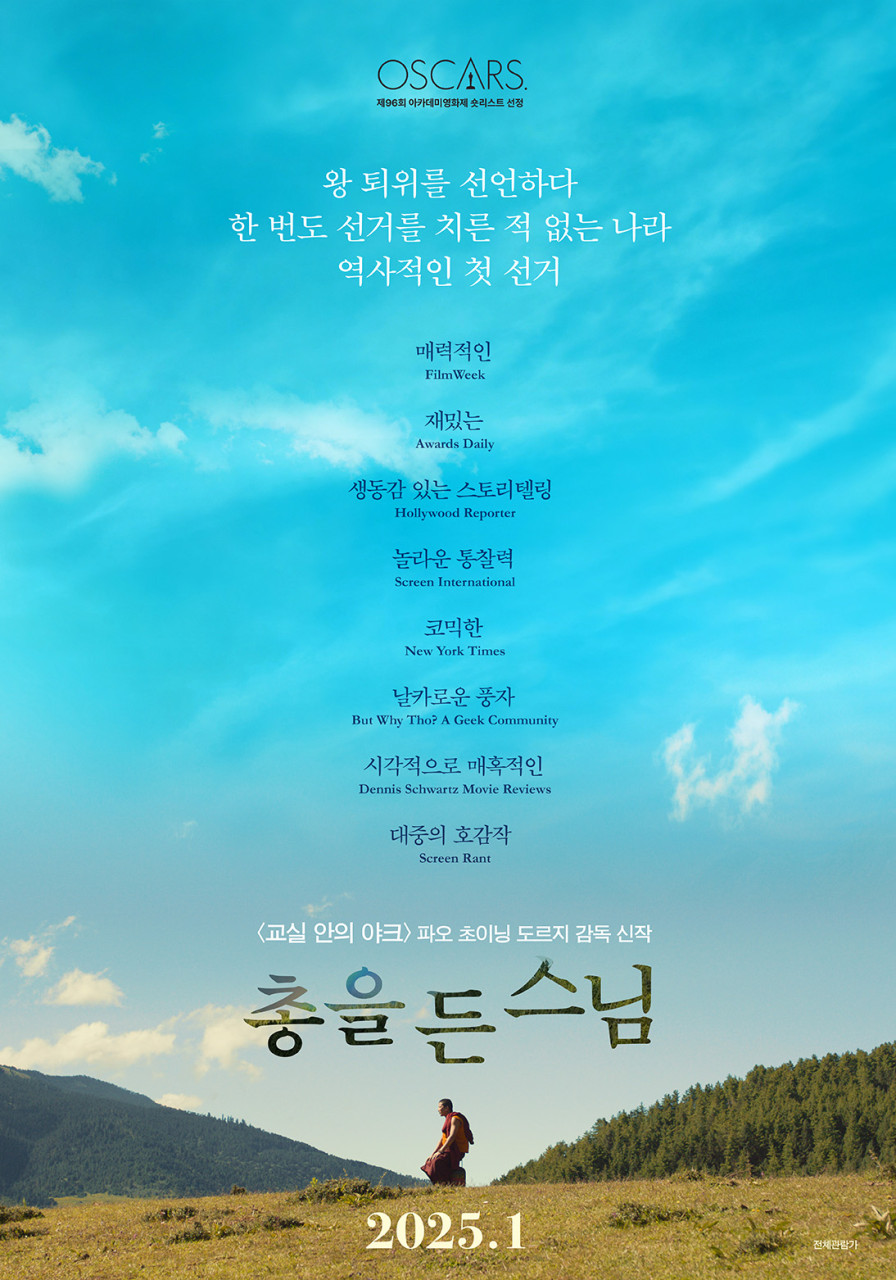 OSCARS.
제96회 아카데미영화제 숏리스트 선정
왕 퇴위를 선언하다
한 번도 선거를 치른 적 없는 나라
역사적인 첫 선거
매력적인
FilmWeek
재밌는
Awards Daily
생동감 있는 스토리텔링
Hollywood Reporter
놀라운 통찰력
Screen International
코믹한
New York Times
날카로운 풍자
But Why Tho? A Geek Community
시각적으로 매혹적인
Dennis Schwartz Movie Reviews
대중의 호감작
Screen Rant
〈교실 안의 야크〉 파오 초이닝 도르지 감독 신작
총을 든 스님
2025.1
전체관람가